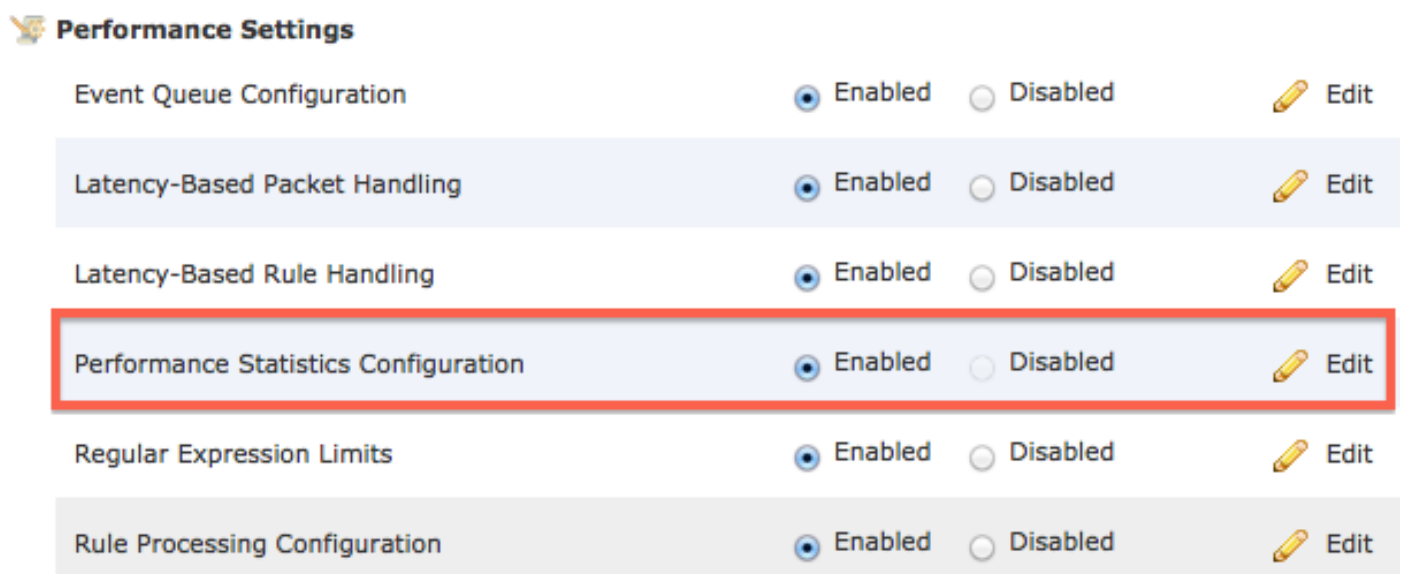 Performance Settings
Event Queue Configuration Enabled Disabled Edit
Latency-Based Packet Handling Enabled Disabled Edit
Latency-Based Rule Handling Enabled Disabled Edit
Performance Statistics Configuration Enabled Disabled Edit
Regular Expression Limits Enabled Disabled Edit
Rule Processing Configuration Enabled Disabled Edit